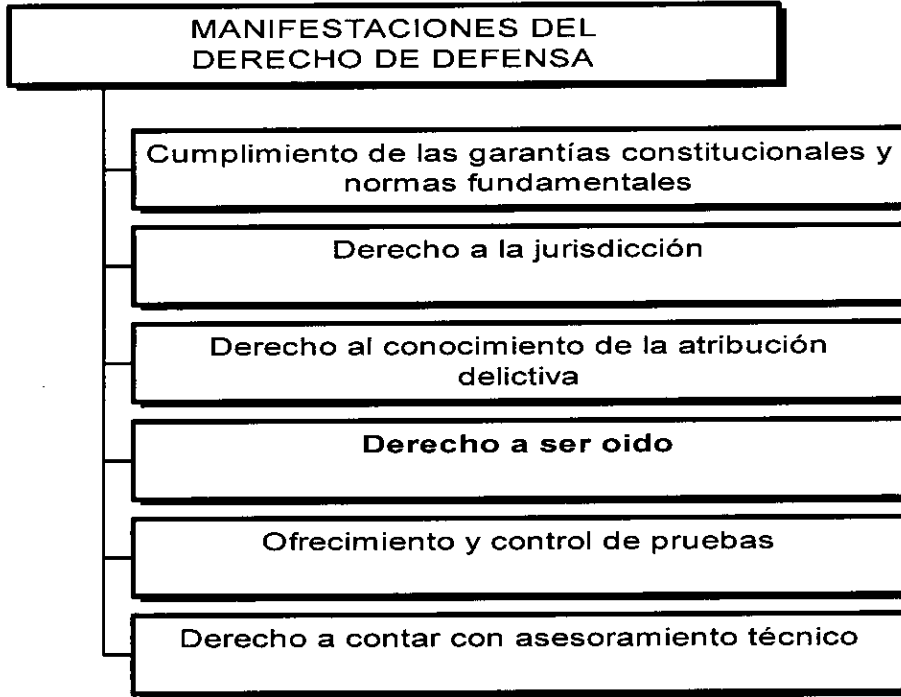 MANIFESTACIONES DEL
DERECHO DE DEFENSA
Cumplimiento de las garantías constitucionales y
normas fundamentales
Derecho a la jurisdicción
Derecho al conocimiento de la atribución
delictiva
Derecho a ser oido
Ofrecimiento y control de pruebas
Derecho a contar con asesoramiento técnico